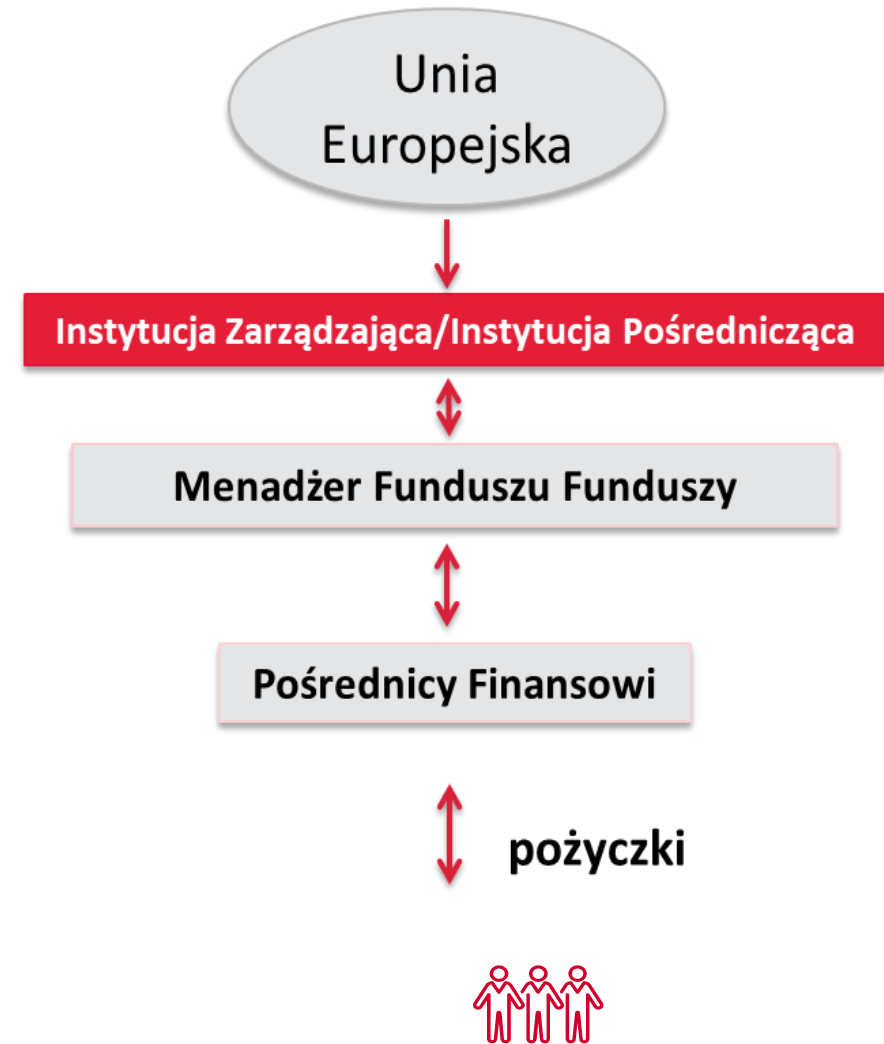 Unia
Europejska
Instytucja Zarządzająca/Instytucja Pośrednicząca
Menadżer Funduszu Funduszy
Pośrednicy Finansowi
pożyczki